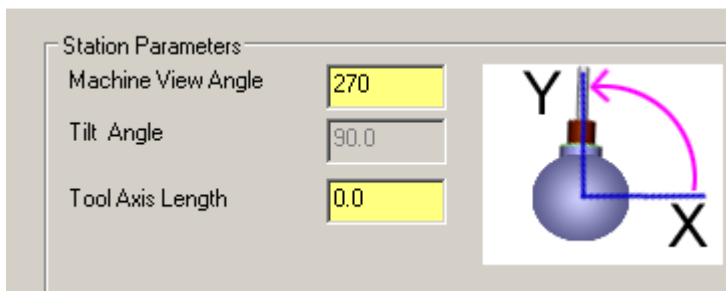 Station Parameters
Machine View Angle 270
Tilt Angle 90.0
Tool Axis Length 0.0
Y
X